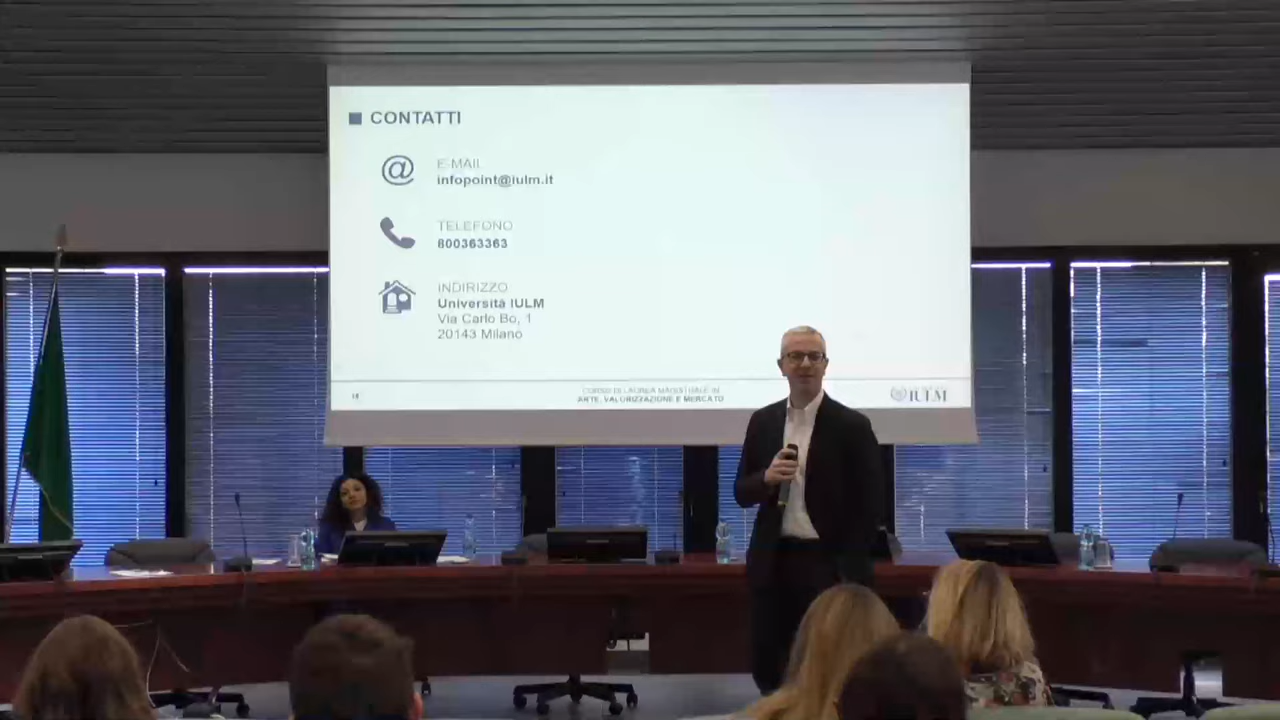 CONTATTI
@
E-MAIL
infopoint@iulm.it
TELEFONO
800363363
INDIRIZZO
Università IULM
Via Carlo Bo, 1
20143 Milano
18
CORSO DI LAUREA MAGISTRALE IN
ARTE, VALORIZZAZIONE E MERCATO
IULM